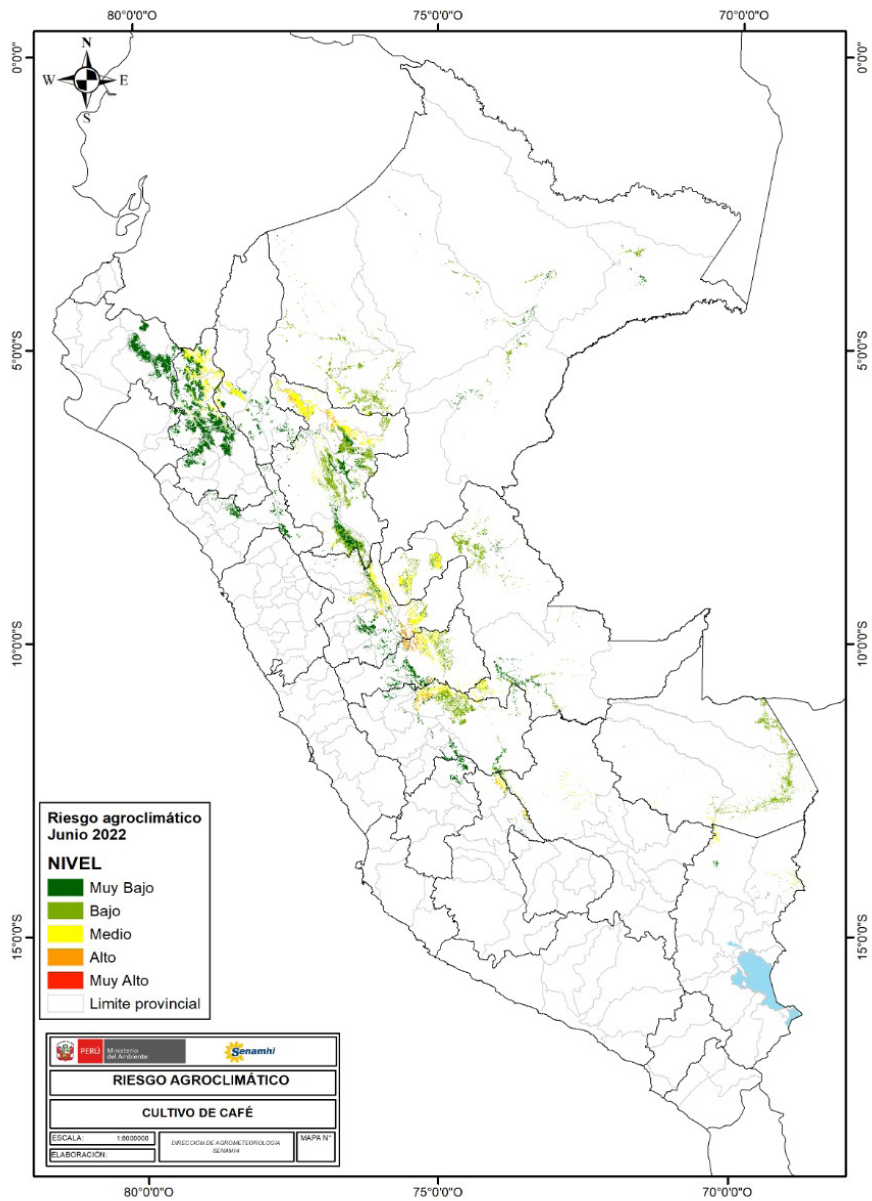 80°0'0"O 75°0'0"O 70°0'0"O
N
W E
S
0°0'0" 0°0'0"
5°0'0"S 5°0'0"S
10°0'0"S 10°0'0"S
15°0'0"S 15°0'0"S
Riesgo agroclimático
Junio 2022
NIVEL
Muy Bajo
Bajo
Medio
Alto
Muy Alto
Limite provincial
PERÚ Ministerio
del Ambiente
Senamhi
RIESGO AGROCLIMÁTICO
CULTIVO DE CAFÉ
ESCALA: 1:6000000
DIRECCIÓN DE AGROMETEOROLOGÍA
SENAMHI
MAPA N°
ELABORACIÓN:
80°0'0"O 75°0'0"O 70°0'0"O